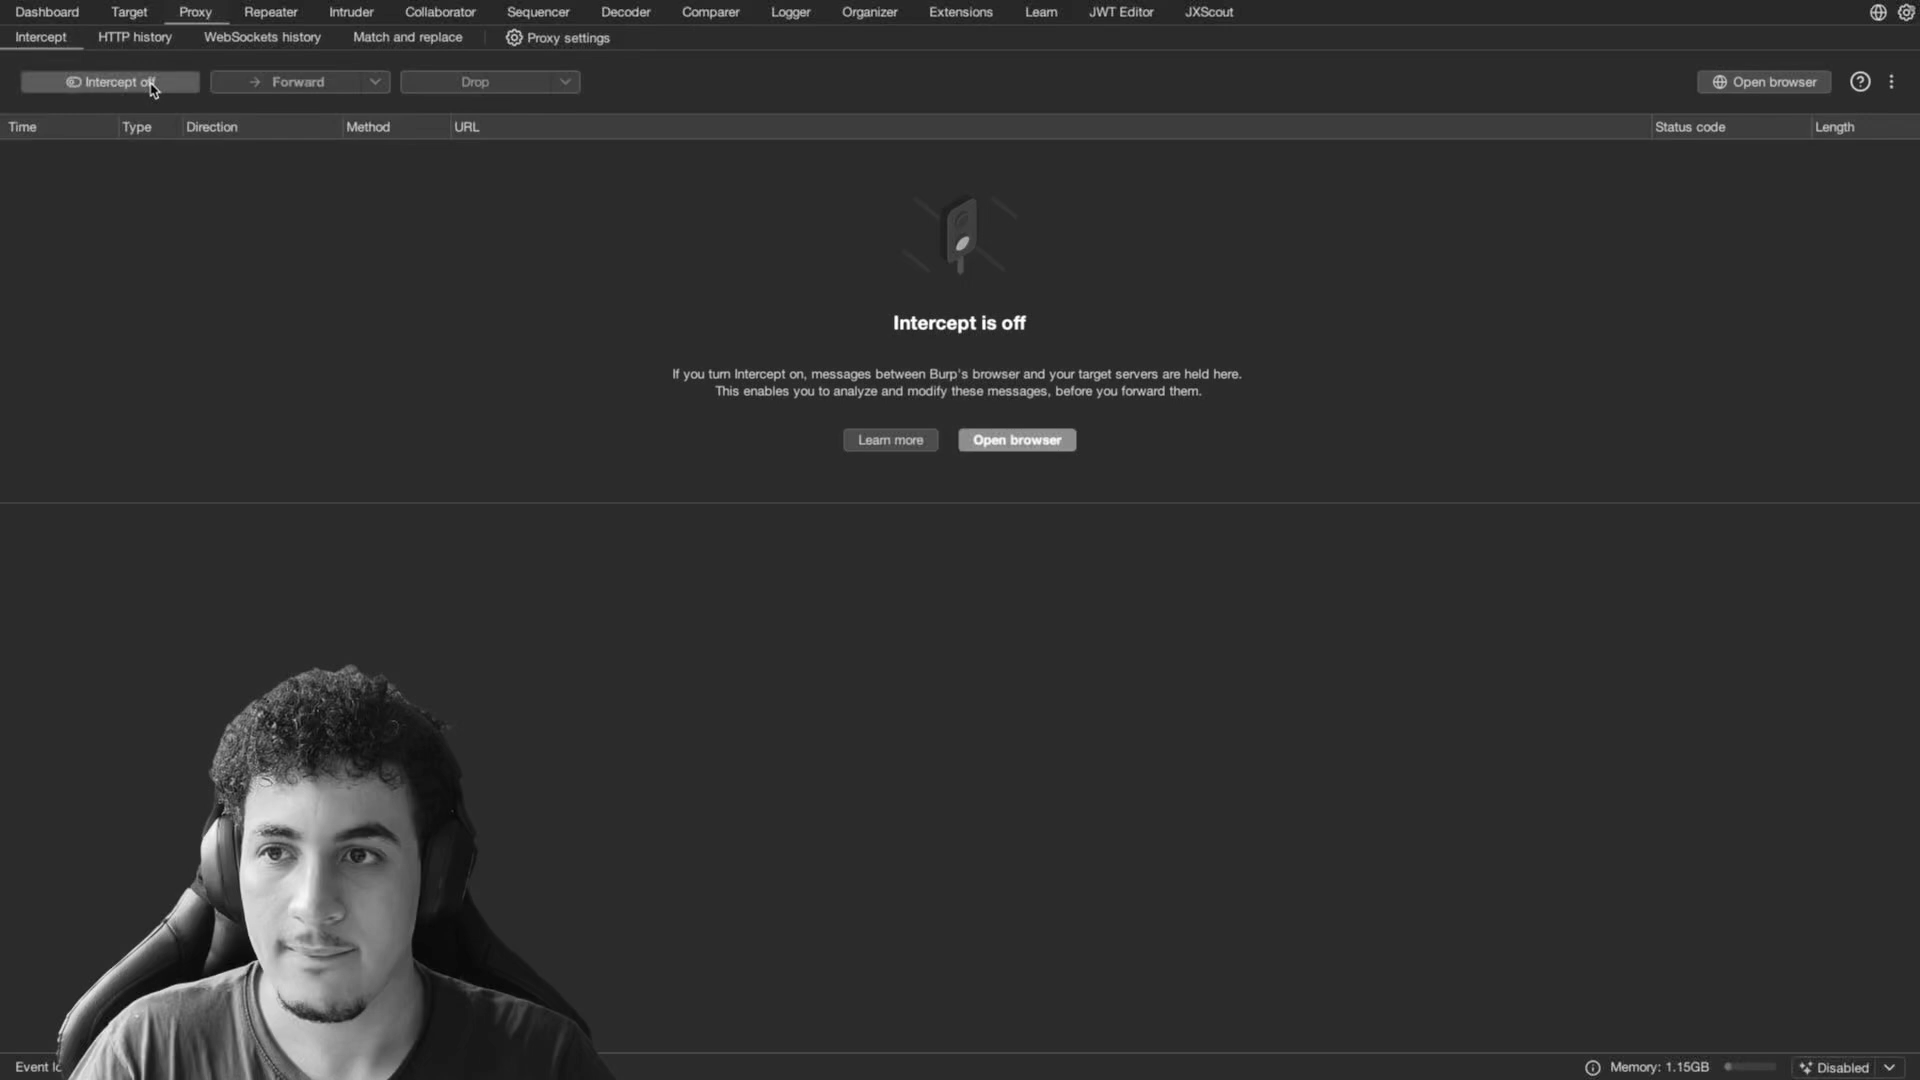 Dashboard Target Proxy Repeater Intruder Collaborator Sequencer Decoder Comparer Logger Organizer Extensions Learn JWT Editor JXScout
Intercept HTTP history WebSockets history Match and replace Proxy settings
Intercept off Forward Drop Open browser
Time Type Direction Method URL Status code Length
Intercept is off
If you turn Intercept on, messages between Burp's browser and your target servers are held here.
This enables you to analyze and modify these messages, before you forward them.
Learn more Open browser
Event Memory: 1.15GB Disabled